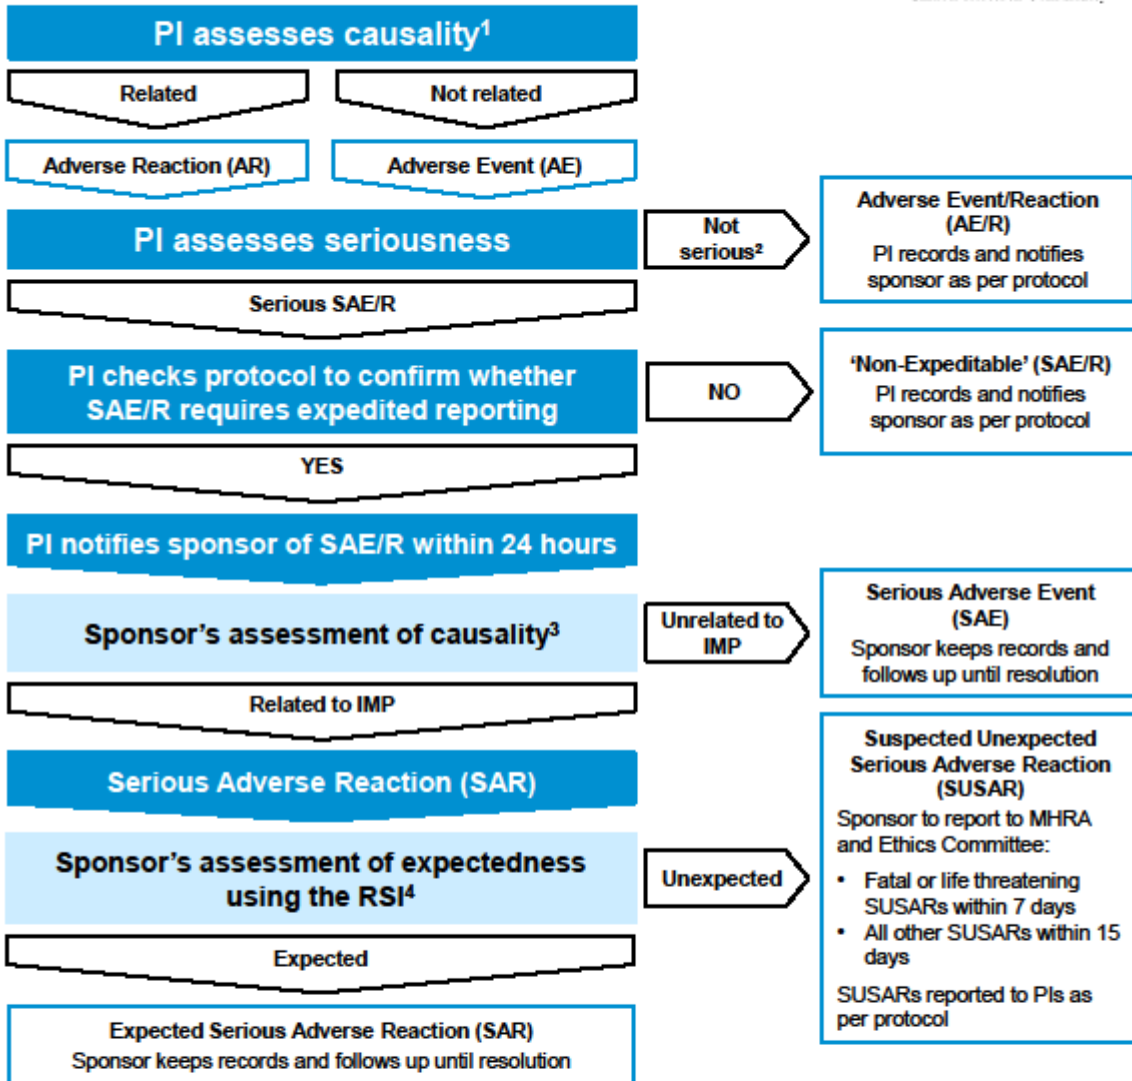 PI assesses causality¹
Related
Not related
Adverse Reaction (AR)
Adverse Event (AE)
PI assesses seriousness
Not
serious²
Adverse Event/Reaction
(AE/R)
PI records and notifies
sponsor as per protocol
Serious SAE/R
PI checks protocol to confirm whether
SAE/R requires expedited reporting
NO
‘Non-Expeditable’ (SAE/R)
PI records and notifies
sponsor as per protocol
YES
PI notifies sponsor of SAE/R within 24 hours
Sponsor’s assessment of causality³
Unrelated to
IMP
Serious Adverse Event
(SAE)
Sponsor keeps records and
follows up until resolution
Related to IMP
Serious Adverse Reaction (SAR)
Sponsor’s assessment of expectedness
using the RSI⁴
Unexpected
Suspected Unexpected
Serious Adverse Reaction
(SUSAR)
Sponsor to report to MHRA
and Ethics Committee:
• Fatal or life threatening
SUSARs within 7 days
• All other SUSARs within 15
days
SUSARs reported to PIs as
per protocol
Expected
Expected Serious Adverse Reaction (SAR)
Sponsor keeps records and follows up until resolution